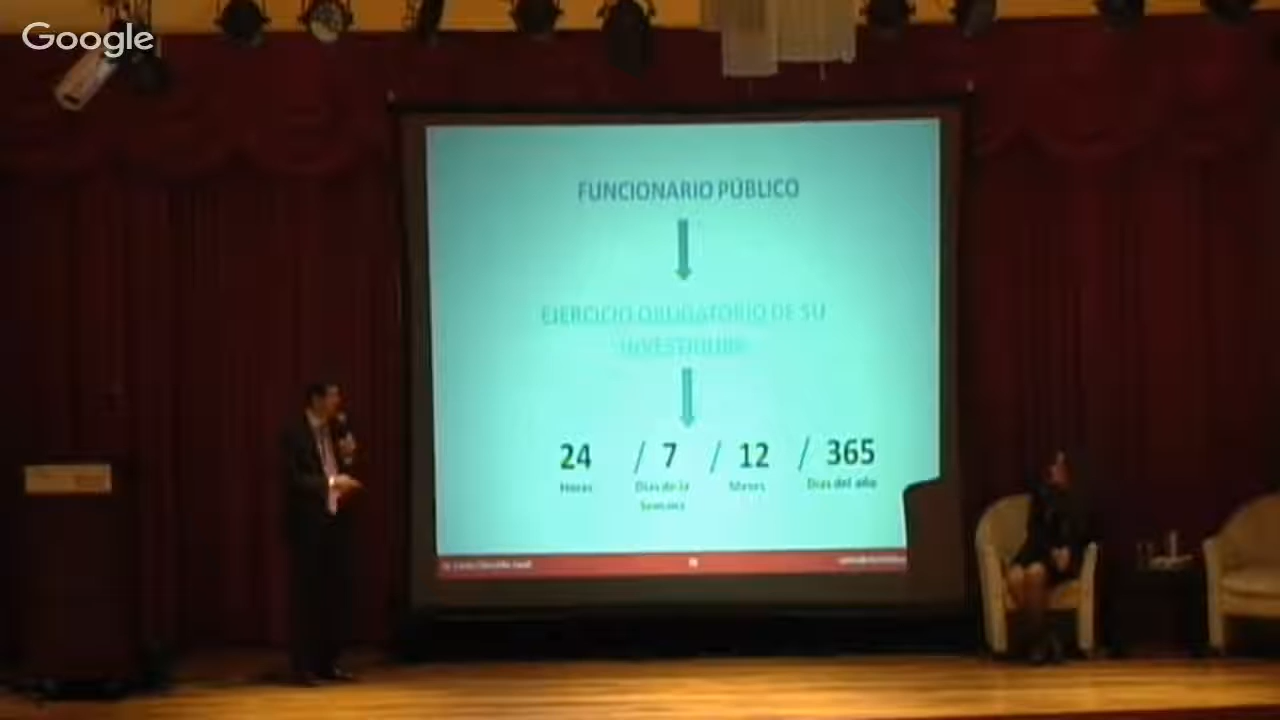 Google
FUNCIONARIO PÚBLICO
EJERCICIO OBLIGATORIO DE SU
24 / 7 / 12 / 365
Horas Días de la Meses Días del año
Semana